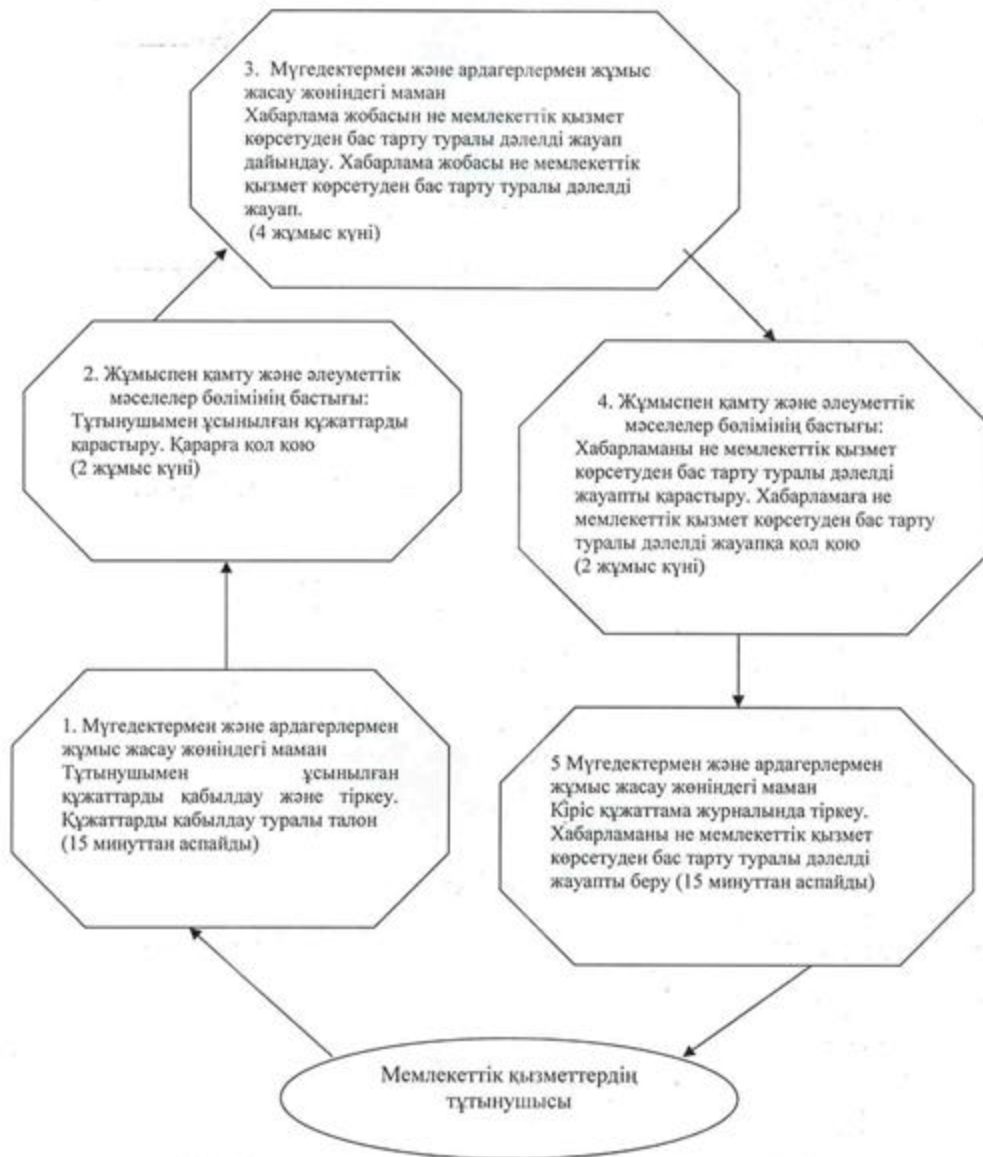 3. Мүгедектермен және ардагерлермен жұмыс
жасау жөніндегі маман
Хабарлама жобасын не мемлекеттік қызмет
көрсетуден бас тарту туралы дәлелді жауап
дайындау. Хабарлама жобасы не мемлекеттік
қызмет көрсетуден бас тарту туралы дәлелді
жауап.
(4 жұмыс күні)
2. Жұмыспен қамту және әлеуметтік
мәселелер бөлімінің бастығы:
Тұтынушымен ұсынылған құжаттарды
қарастыру. Қарарға қол қою
(2 жұмыс күні)
4. Жұмыспен қамту және әлеуметтік
мәселелер бөлімінің бастығы:
Хабарламаны не мемлекеттік қызмет
көрсетуден бас тарту туралы дәлелді
жауапты қарастыру. Хабарламаға не
мемлекеттік қызмет көрсетуден бас тарту
туралы дәлелді жауапка қол қою
(2 жұмыс күні)
1. Мүгедектермен және ардагерлермен
жұмыс жасау жөніндегі маман
Тұтынушымен ұсынылған
құжаттарды қабылдау және тіркеу.
Құжаттарды қабылдау туралы талон
(15 минуттан аспайды)
5 Мүгедектермен және ардагерлермен
жұмыс жасау жөніндегі маман
Кіріс құжаттама журналында тіркеу.
Хабарламаны не мемлекеттік қызмет
көрсетуден бас тарту туралы дәлелді
жауапты беру (15 минуттан аспайды)
Мемлекеттік қызметтердің
тұтынушысы